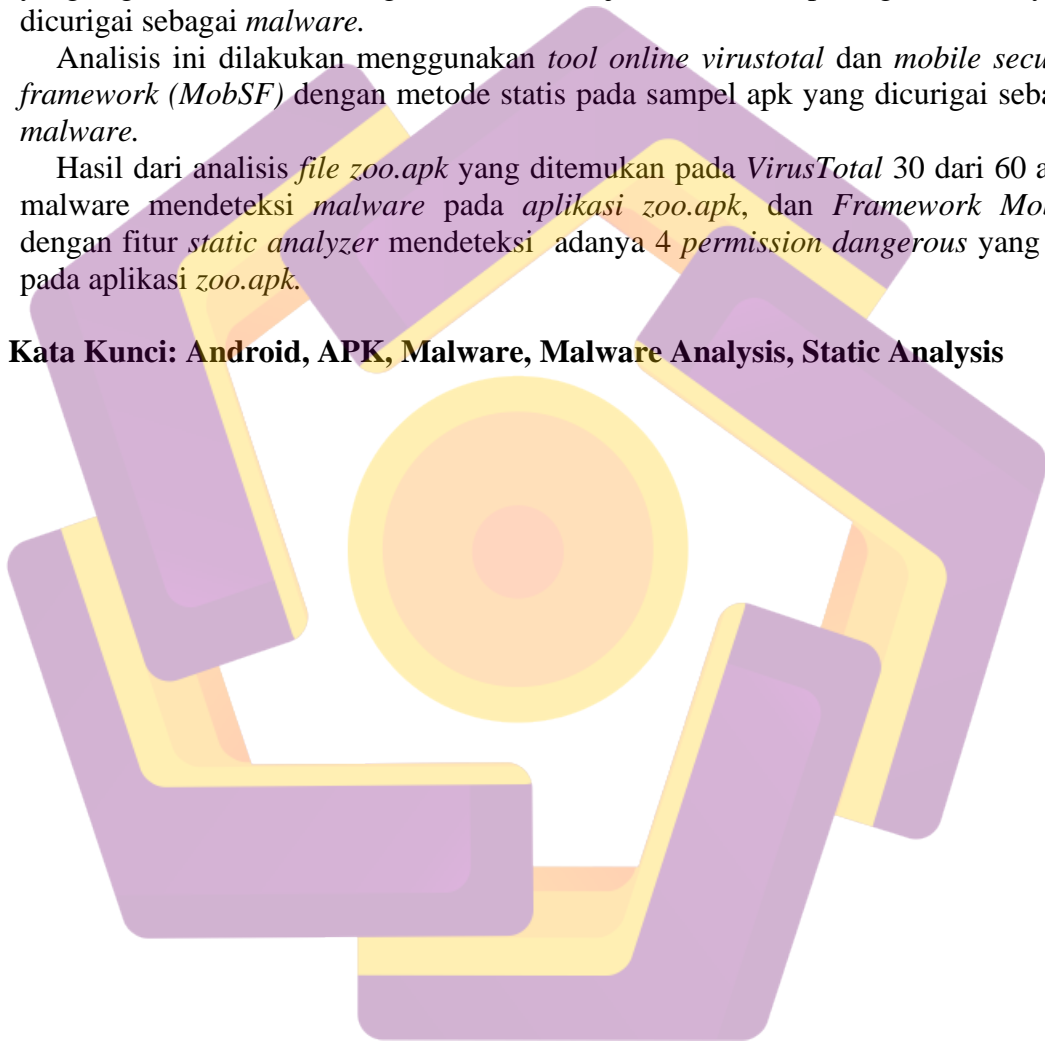 dicurigai sebagai malware.
Analisis ini dilakukan menggunakan tool online virustotal dan mobile
framework (MobSF) dengan metode statis pada sampel apk yang dicurigai
malware.
Hasil dari analisis file zoo.apk yang ditemukan pada VirusTotal 30 dari 60
malware mendeteksi malware pada aplikasi zoo.apk, dan Framework
dengan fitur static analyzer mendeteksi adanya 4 permission dangerous yang
pada aplikasi zoo.apk.
Kata Kunci: Android, APK, Malware, Malware Analysis, Static Analysis